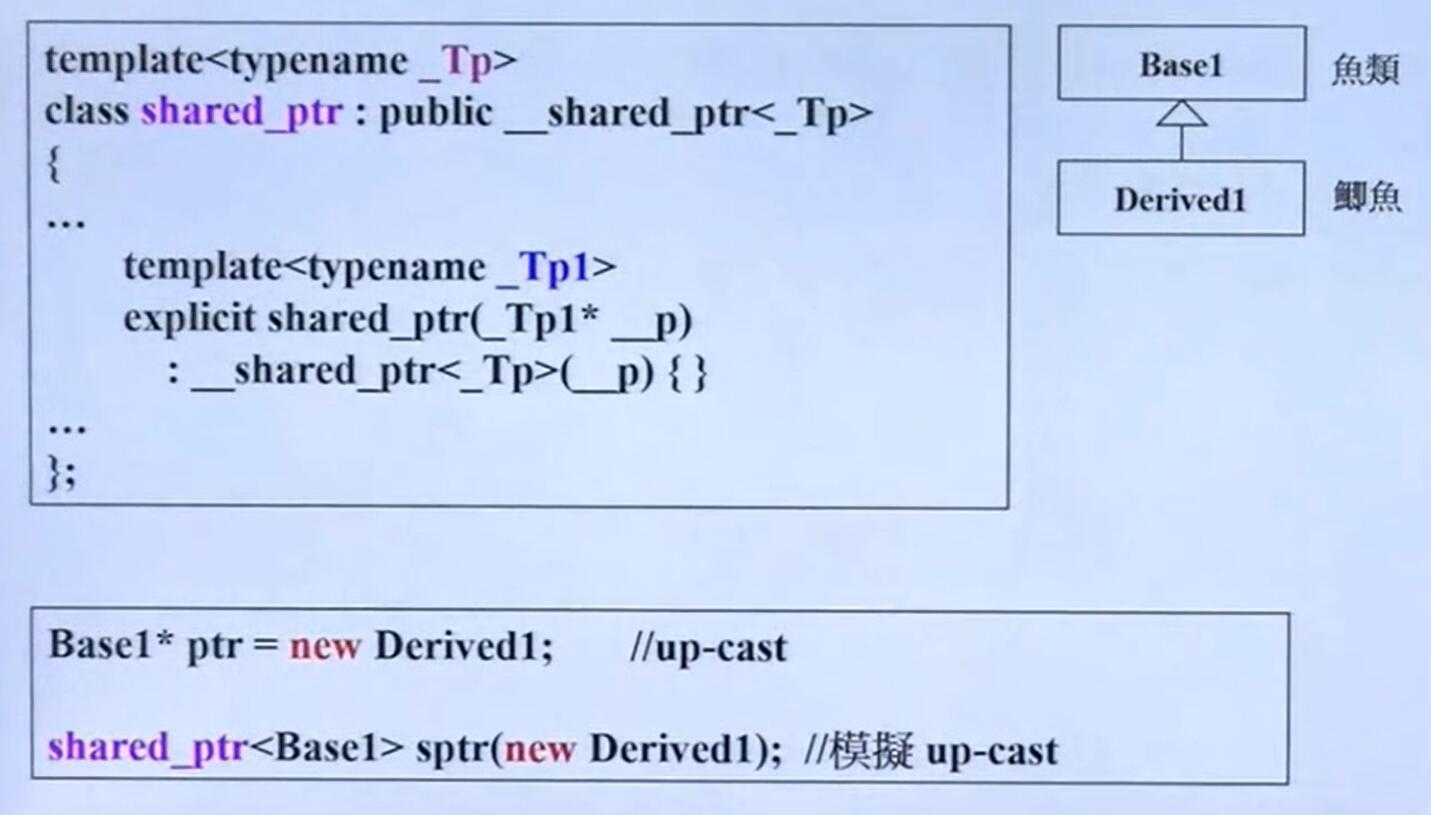 template<typename _Tp>
class shared_ptr : public __shared_ptr<_Tp>
{
...
template<typename _Tp1>
explicit shared_ptr(_Tp1* __p)
: __shared_ptr<_Tp>(__p) { }
...
};
Base1
魚類
Derived1
鯽魚
Base1* ptr = new Derived1; //up-cast
shared_ptr<Base1> sptr(new Derived1); //模擬 up-cast